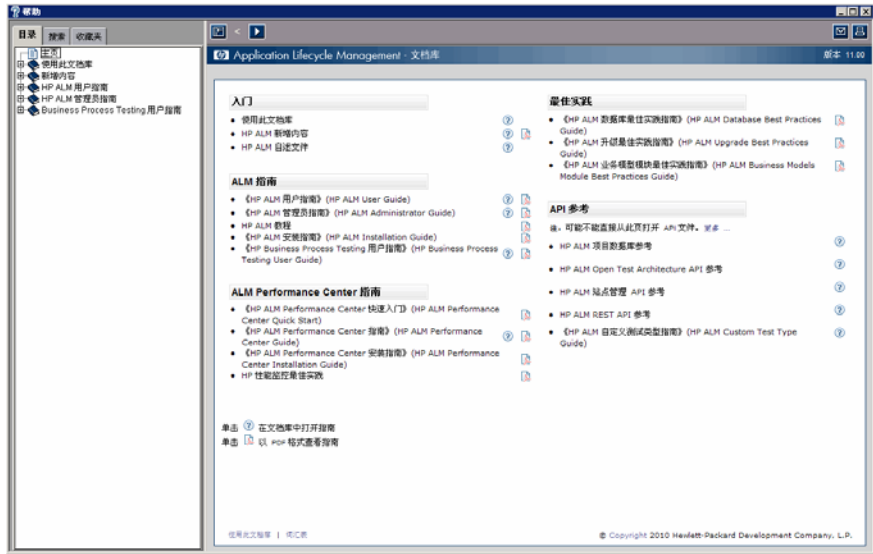 帮助
目录 搜索 收藏夹
主页
使用此文档库
新增内容
HP ALM 用户指南
HP ALM 管理员指南
Business Process Testing 用户指南
Application Lifecycle Management - 文档库
版本 11.00
入门
• 使用此文档库
• HP ALM 新增内容
• HP ALM 自述文件
ALM 指南
• 《HP ALM 用户指南》(HP ALM User Guide)
• 《HP ALM 管理员指南》(HP ALM Administrator Guide)
• HP ALM 教程
• 《HP ALM 安装指南》(HP ALM Installation Guide)
• 《HP Business Process Testing 用户指南》(HP Business Process
Testing User Guide)
ALM Performance Center 指南
• 《HP ALM Performance Center 快速入门》(HP ALM Performance
Center Quick Start)
• 《HP ALM Performance Center 指南》(HP ALM Performance
Center Guide)
• 《HP ALM Performance Center 安装指南》(HP ALM Performance
Center Installation Guide)
• HP 性能监控最佳实践
最佳实践
• 《HP ALM 数据库最佳实践指南》(HP ALM Database Best Practices
Guide)
• 《HP ALM 升级最佳实践指南》(HP ALM Upgrade Best Practices
Guide)
• 《HP ALM 业务模型模块最佳实践指南》(HP ALM Business Models
Module Best Practices Guide)
API 参考
注。可能不能直接从此页打开 API 文件。更多 ...
• HP ALM 项目数据库参考
• HP ALM Open Test Architecture API 参考
• HP ALM 站点管理 API 参考
• HP ALM REST API 参考
• 《HP ALM 自定义测试类型指南》(HP ALM Custom Test Type
Guide)
单击 在文档库中打开指南
单击 以 PDF 格式查看指南
使用此文档库 | 词汇表
© Copyright 2010 Hewlett-Packard Development Company, L.P.